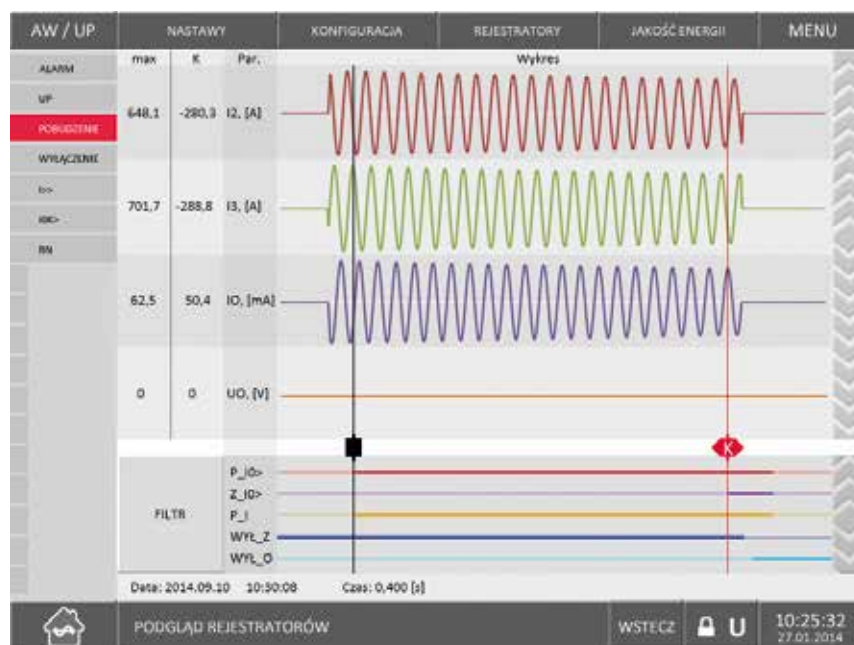 AW / UP NASTAWY KONFIGURACJA REJESTRATORY JAKOŚĆ ENERGII MENU
ALARM
UP
POBUDZENIE
WYŁĄCZENIE
I>>
RN
max K Par. Wykres
648,1 -280,3 I2, [A]
701,7 -288,8 I3, [A]
62,5 50,4 IO, [mA]
0 0 UO, [V]
K
FILTR
P_I0>
Z_I0>
P_I
WYŁ_Z
WYŁ_O
Data: 2014.09.10 10:30:08 Czas: 0,400 [s]
PODGLĄD REJESTRATORÓW WSTECZ U 10:25:32
27.01.2014